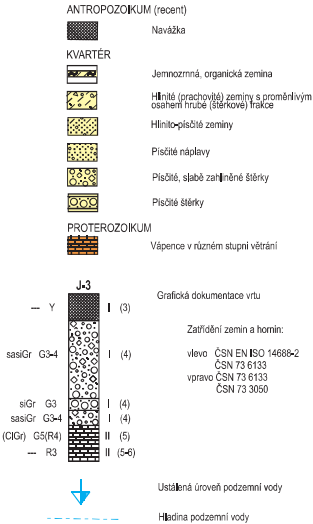 ANTROPOZOIKUM (recent)
Navážka
KVARTÉR
Jemnozrnná, organická zemina
Hlinité (prachovité) zeminy s proměnlivým
osahem hrubé (štěrkové) frakce
Hlinito-písčité zeminy
Písčité náplavy
Písčité, slabě zahliněné štěrky
Písčité štěrky
PROTEROZOIKUM
Vápence v různém stupni větrání
J-3
Grafická dokumentace vrtu
--- Y I (3)
Zatřídění zemin a hornin:
sasiGr G3-4 I (4)
vlevo ČSN EN ISO 14688-2
ČSN 73 6133
vpravo ČSN 73 6133
ČSN 73 3050
siGr G3 I (4)
sasiGr G3-4 I (4)
(ClGr) G5(R4) II (5)
--- R3 II (5-6)
Ustálená úroveň podzemní vody
Hladina podzemní vody